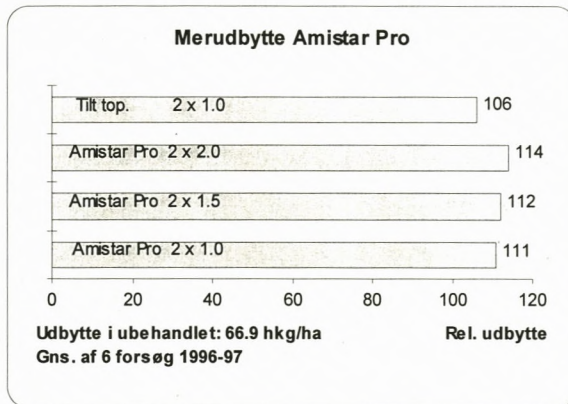 Merudbytte Amistar Pro
Tilt top. 2 x 1.0 106
Amistar Pro 2 x 2.0 114
Amistar Pro 2 x 1.5 112
Amistar Pro 2 x 1.0 111
0 20 40 60 80 100 120
Udbytte i ubehandlet: 66.9 hkg/ha Rel. udbytte
Gns. af 6 forsøg 1996-97